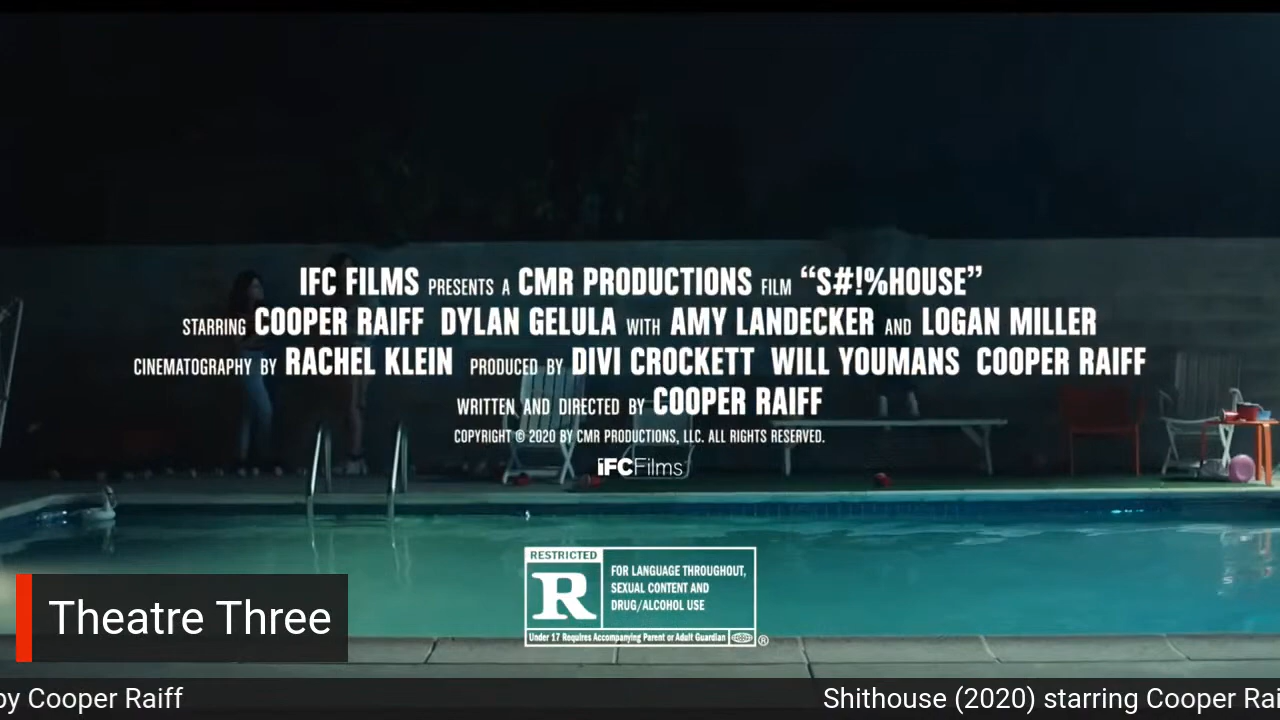 IFC FILMS PRESENTS A CMR PRODUCTIONS FILM “S#!%HOUSE”
STARRING COOPER RAIFF DYLAN GELULA WITH AMY LANDECKER AND LOGAN MILLER
CINEMATOGRAPHY BY RACHEL KLEIN PRODUCED BY DIVI CROCKETT WILL YOUMANS COOPER RAIFF
WRITTEN AND DIRECTED BY COOPER RAIFF
COPYRIGHT © 2020 BY CMR PRODUCTIONS, LLC. ALL RIGHTS RESERVED.
IFC Films
RESTRICTED
R
FOR LANGUAGE THROUGHOUT,
SEXUAL CONTENT AND
DRUG/ALCOHOL USE
Under 17 Requires Accompanying Parent or Adult Guardian ®
Theatre Three
by Cooper Raiff
Shithouse (2020) starring Cooper Rai